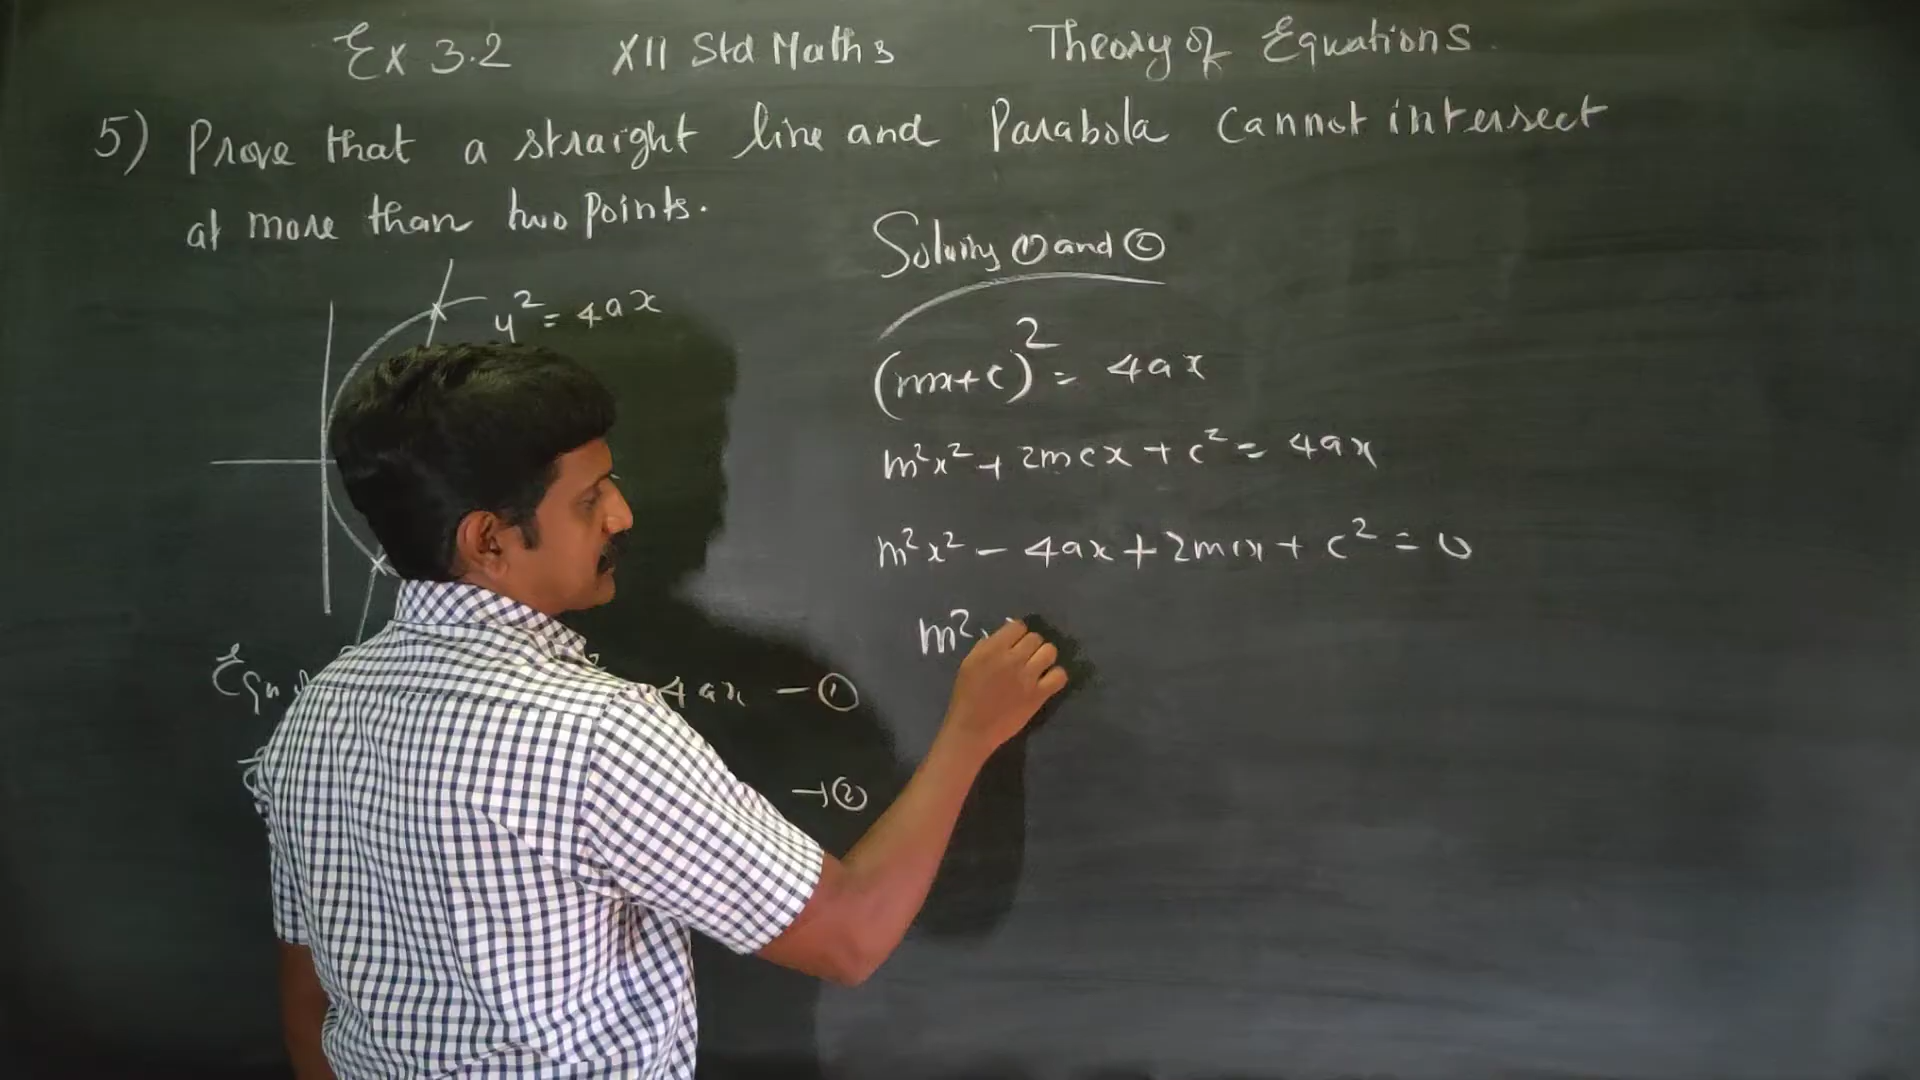 Ex 3.2 XII Std Maths Theory of Equations.
5) Prove that a straight line and Parabola cannot intersect
at more than two points.
y² = 4ax
4ax — ①
→ ②
Solving ① and ②
(mx+c)² = 4ax
m²x² + 2mcx + c² = 4ax
m²x² - 4ax + 2mcx + c² = 0
m²